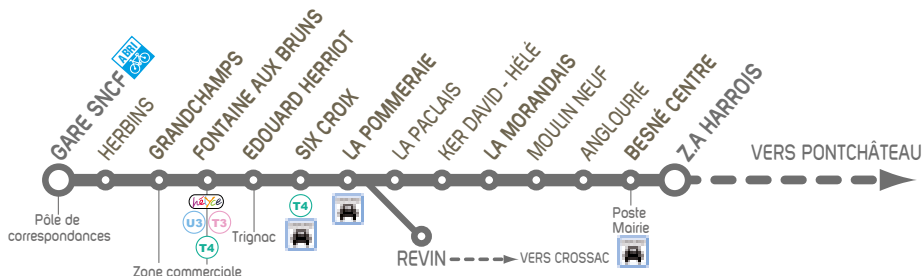 GARE SNCF
ABRI
HERBINS
GRANDCHAMPS
FONTAINE AUX BRUNS
EDOUARD HERRIOT
SIX CROIX
LA POMMERAIE
LA PACLAIS
KER DAVID - HÉLÉ
LA MORANDAIS
MOULIN NEUF
ANGLOURIE
BESNÉ CENTRE
Z.A HARROIS
VERS PONTCHÂTEAU
Pôle de
correspondances
Zone commerciale
hélYce
U3
T3
T4
Trignac
T4
REVIN
VERS CROSSAC
Poste
Mairie